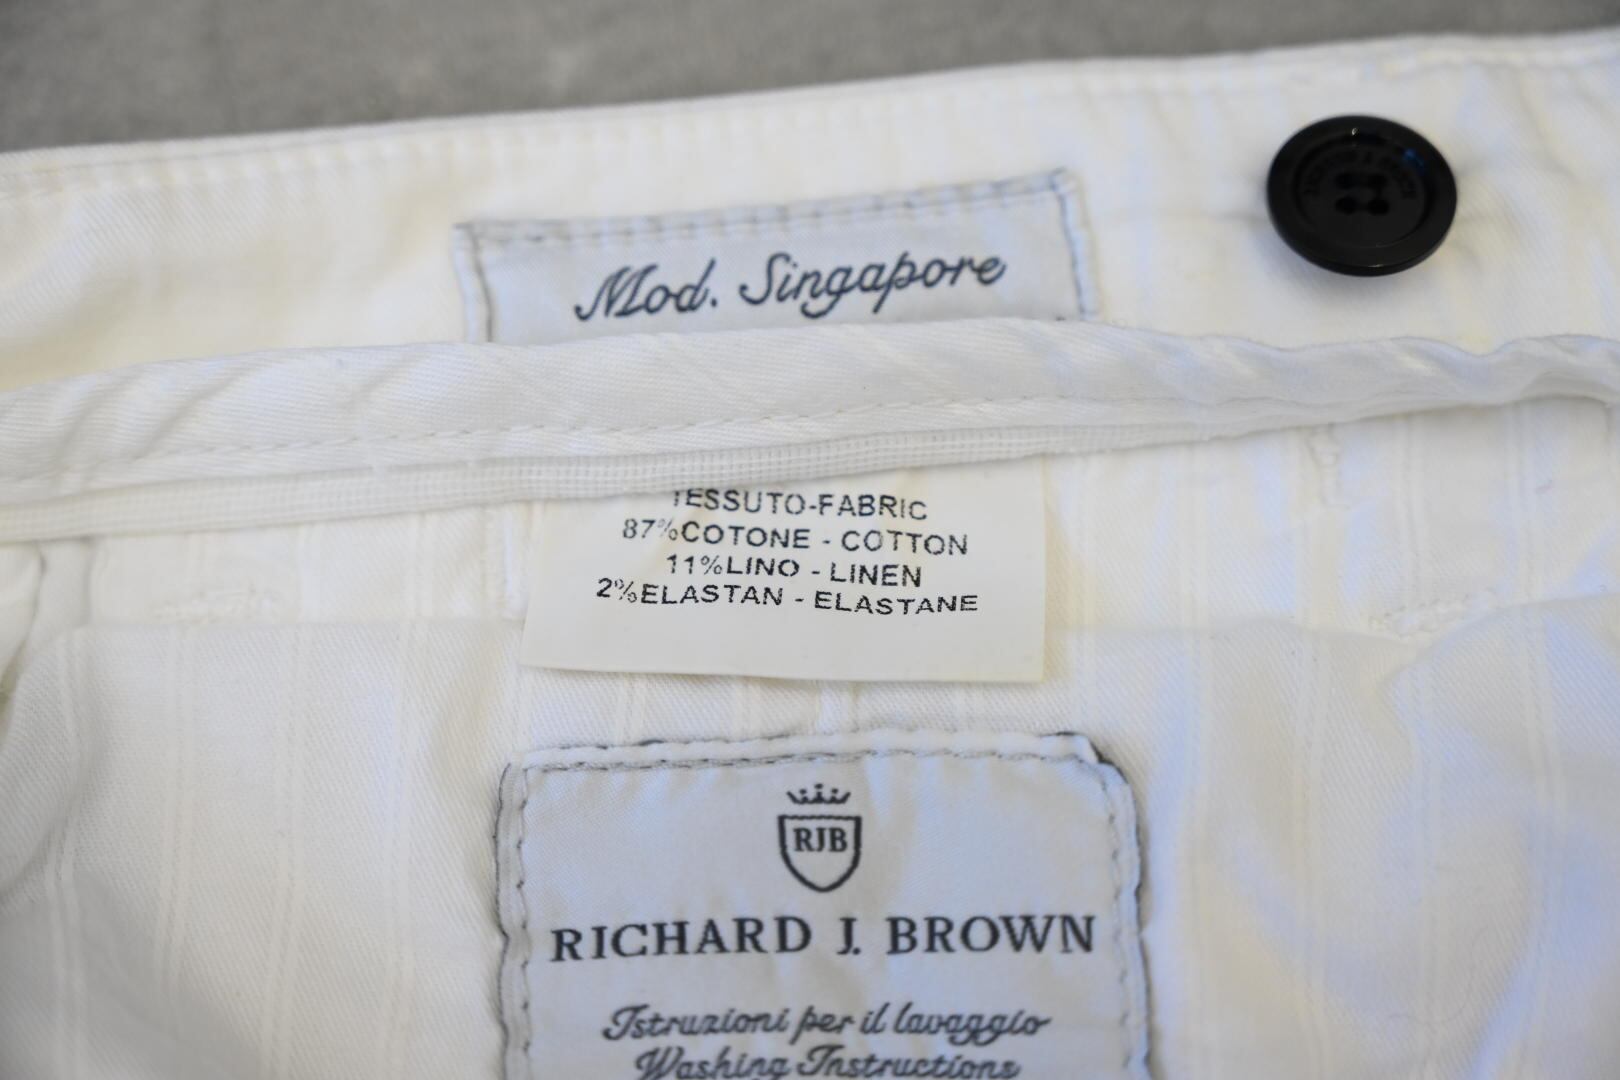 Mod. Singapore
TESSUTO-FABRIC
87%COTONE - COTTON
11%LINO - LINEN
2%ELASTAN - ELASTANE
RJB
RICHARD J. BROWN
Istruzioni per il lavaggio
Washing Instructions